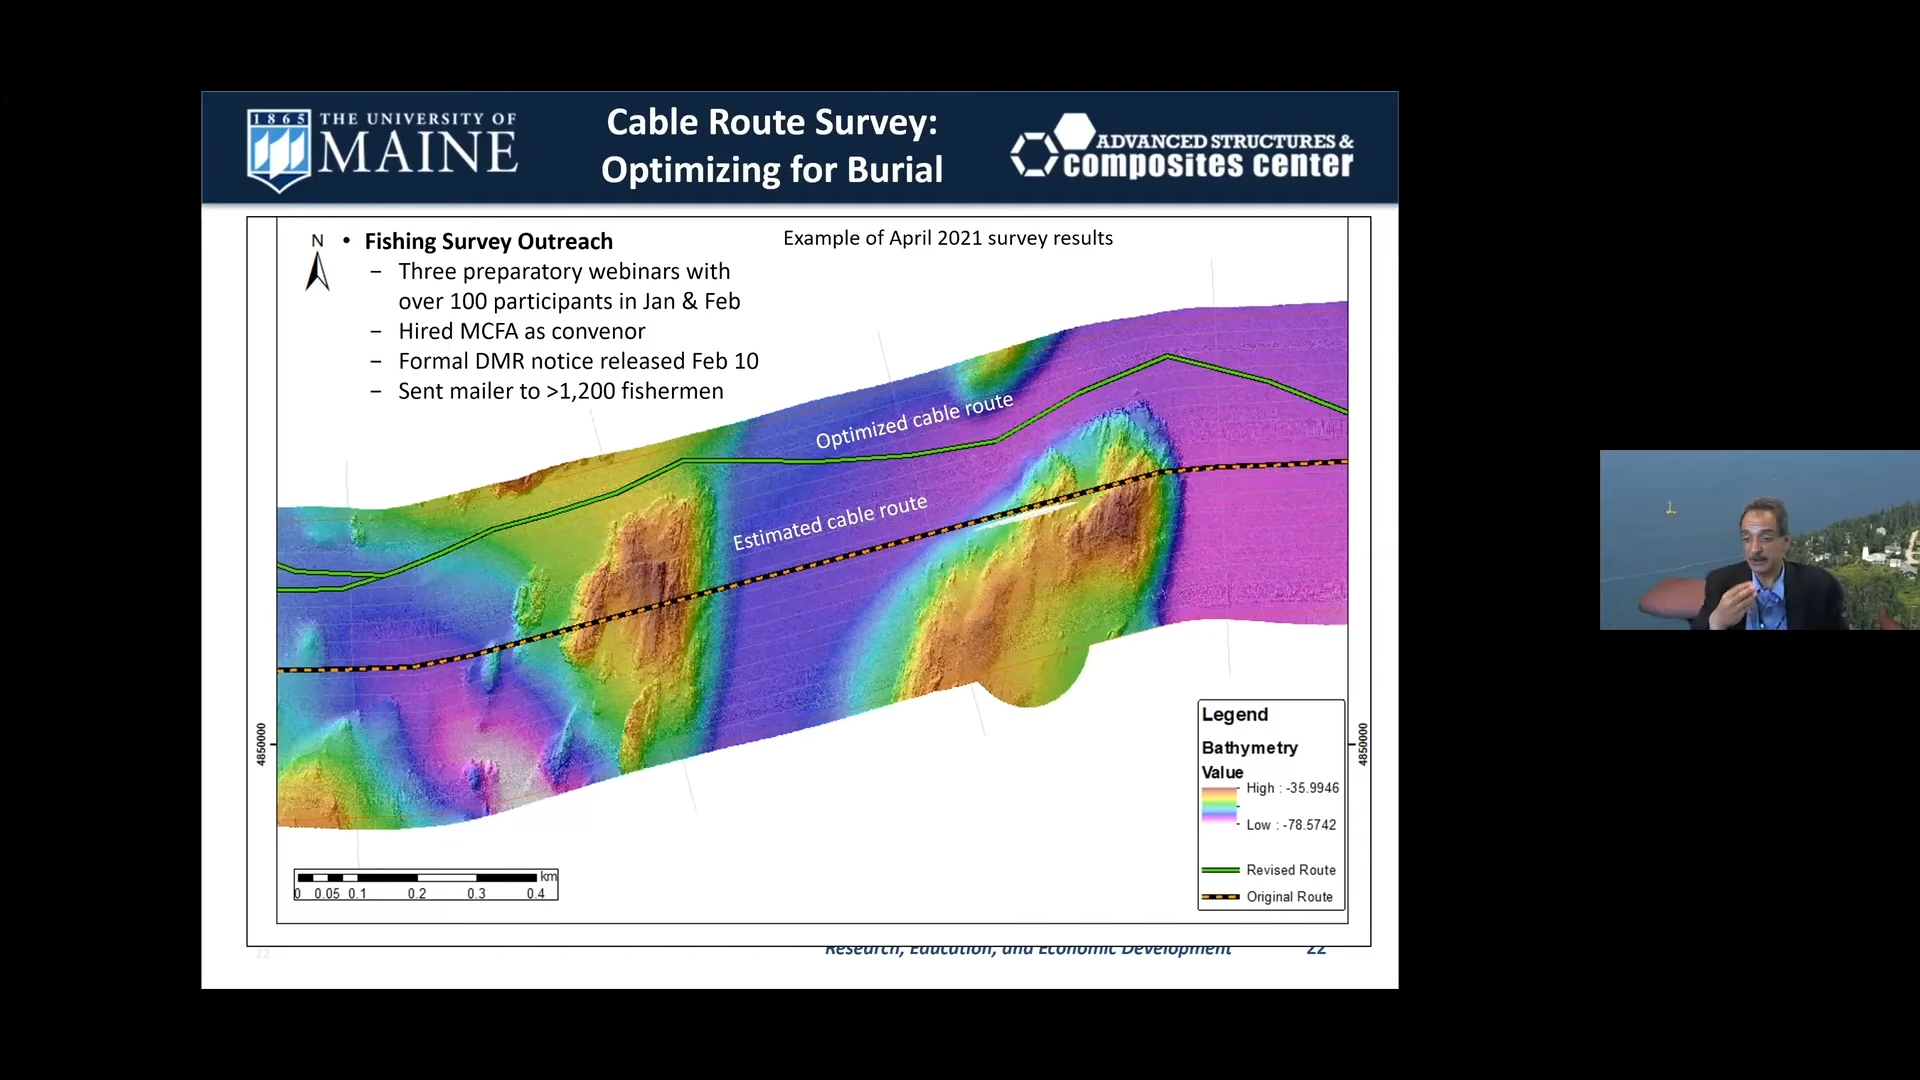 1865
THE UNIVERSITY OF
MAINE
Cable Route Survey:
Optimizing for Burial
ADVANCED STRUCTURES &
composites center
N
• Fishing Survey Outreach
– Three preparatory webinars with
over 100 participants in Jan & Feb
– Hired MCFA as convenor
– Formal DMR notice released Feb 10
– Sent mailer to >1,200 fishermen
Example of April 2021 survey results
Optimized cable route
Estimated cable route
4850000
4850000
Legend
Bathymetry
Value
High : -35.9946
Low : -78.5742
Revised Route
Original Route
km
0 0.05 0.1 0.2 0.3 0.4
22
Research, Education, and Economic Development
22